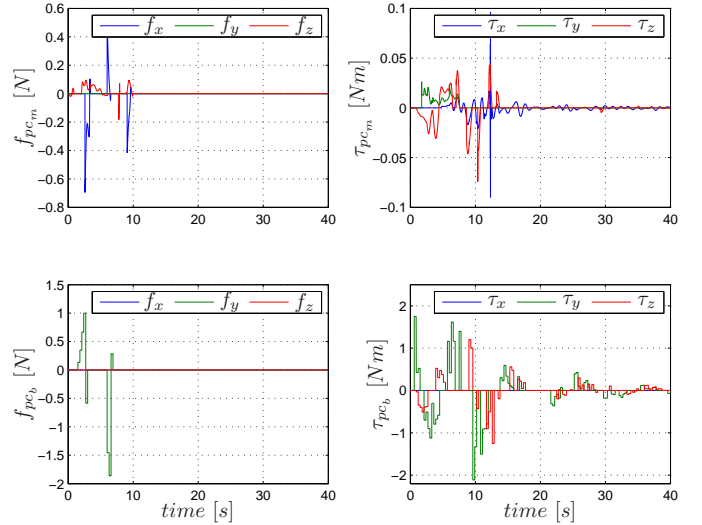 f_x f_y f_z
f_{pc_m} [N]
0.6
0.4
0.2
0
−0.2
−0.4
−0.6
−0.8
0 10 20 30 40
τ_x τ_y τ_z
τ_{pc_m} [Nm]
0.1
0.05
0
−0.05
−0.1
0 10 20 30 40
f_x f_y f_z
f_{pc_b} [N]
1.5
1
0.5
0
−0.5
−1
−1.5
−2
0 10 20 30 40
time [s]
τ_x τ_y τ_z
τ_{pc_b} [Nm]
2
1
0
−1
−2
0 10 20 30 40
time [s]